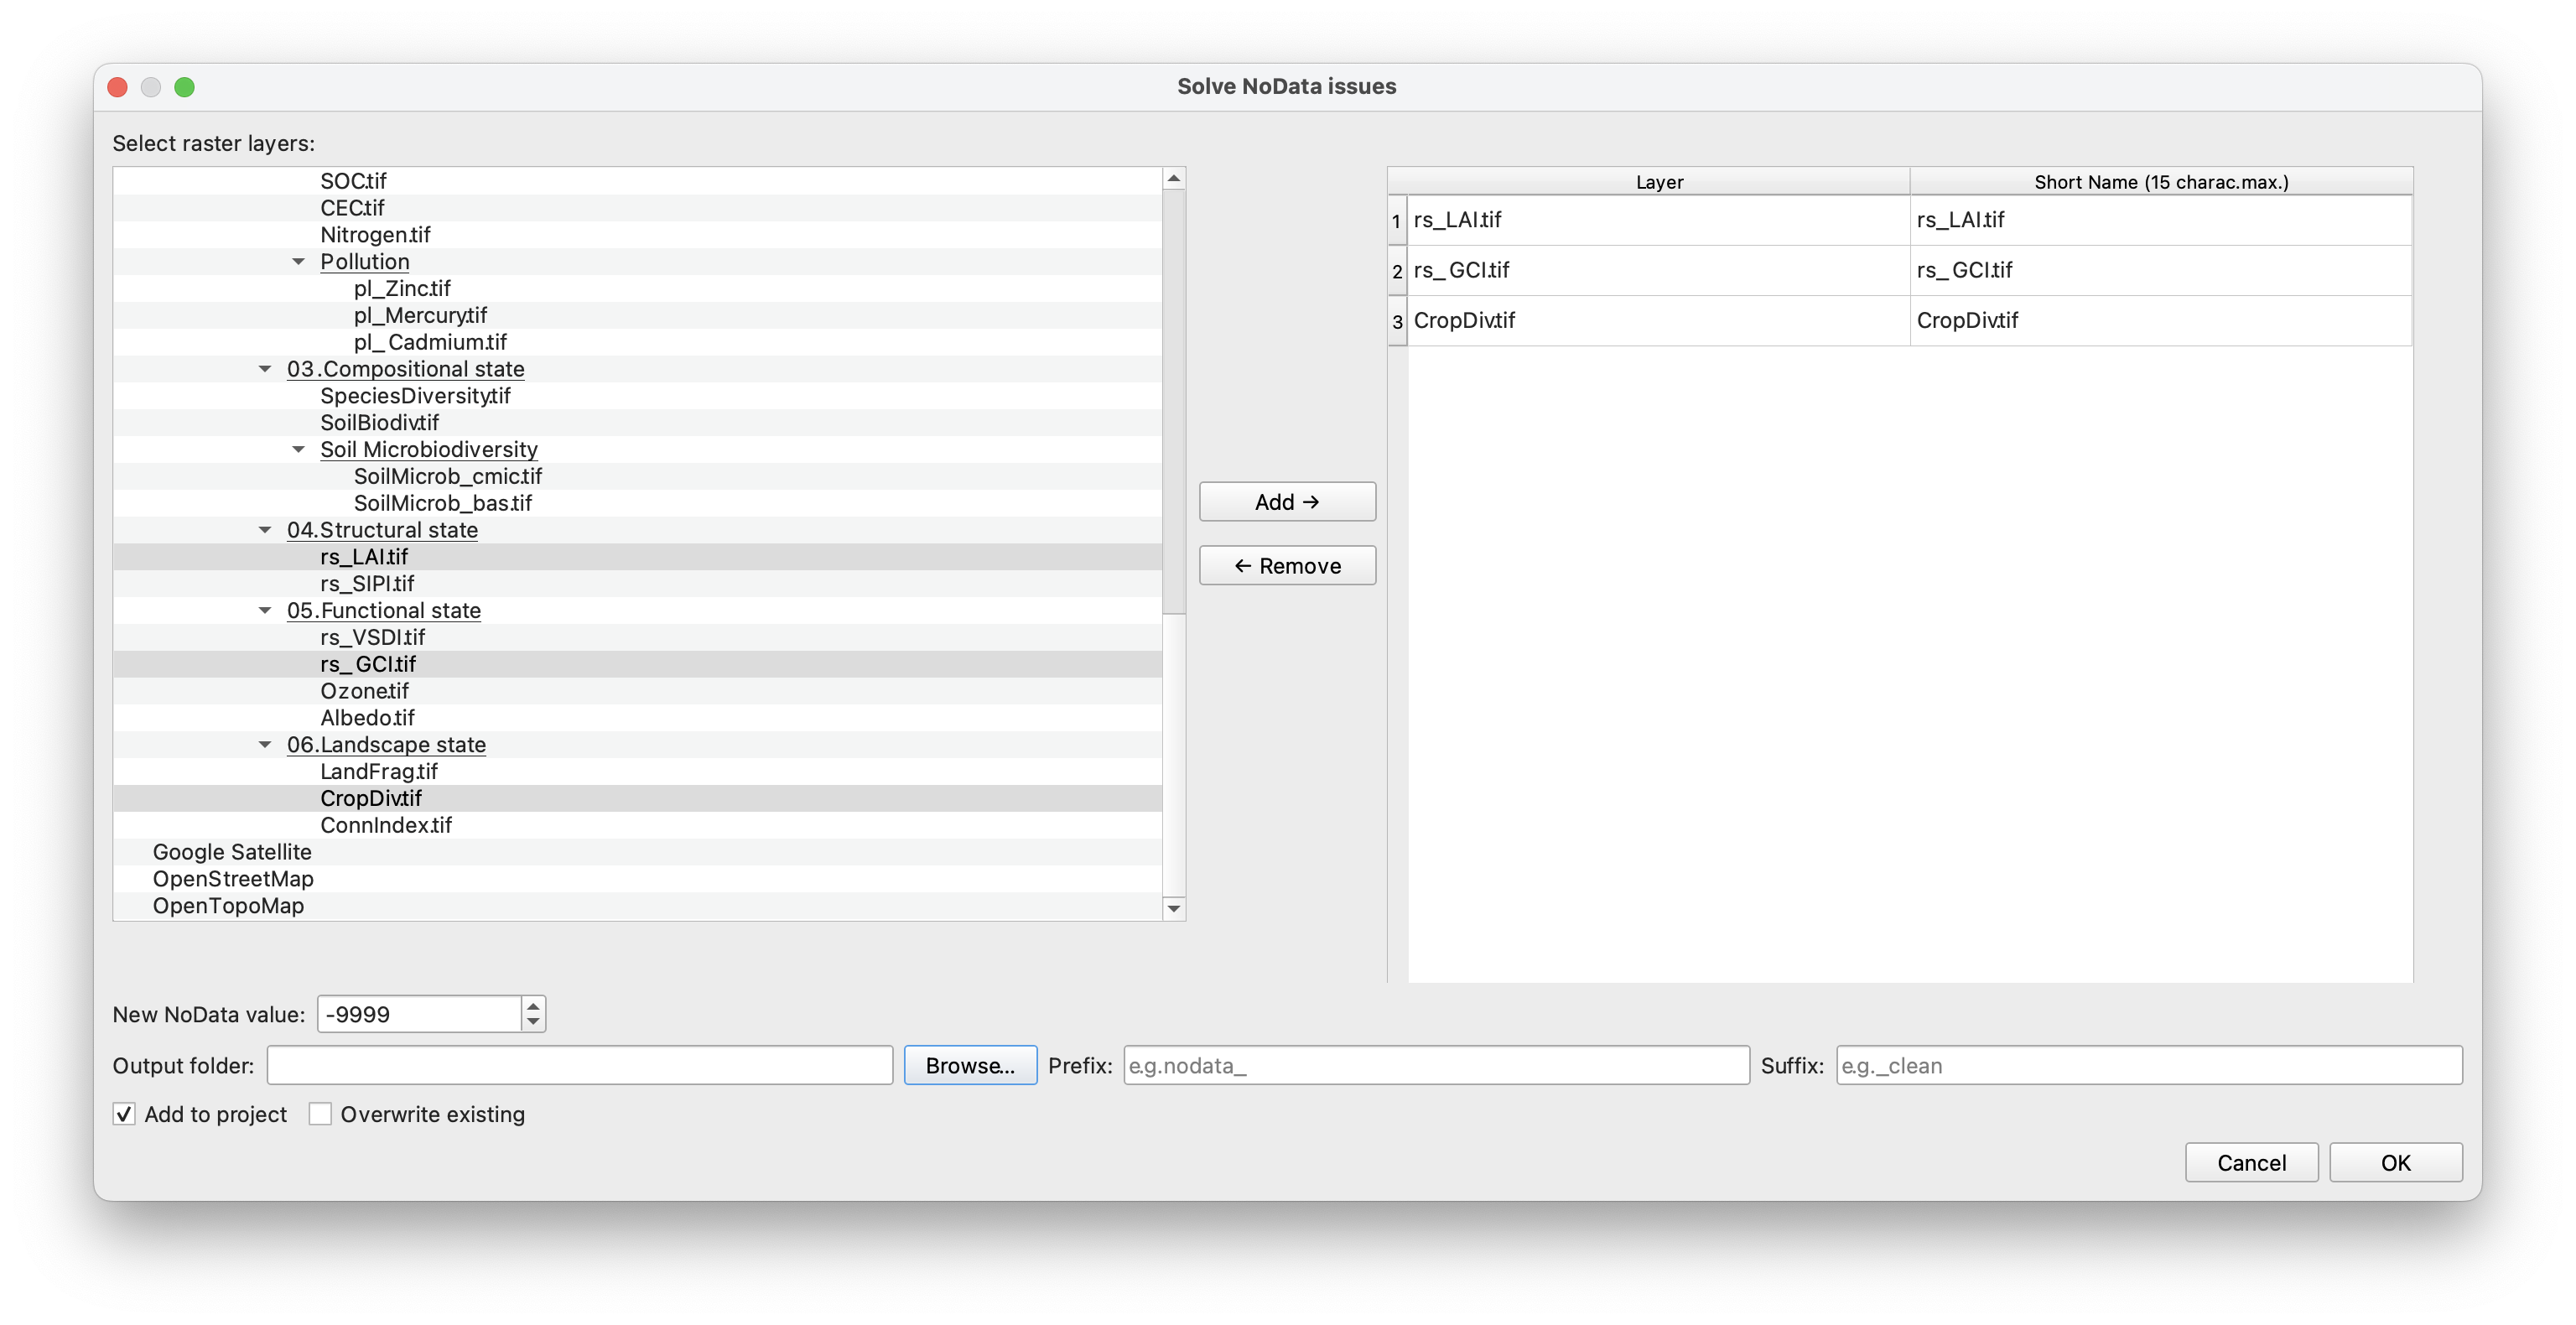 Solve NoData issues
Select raster layers:
SOC.tif
CEC.tif
Nitrogen.tif
Pollution
pl_Zinc.tif
pl_Mercury.tif
pl_Cadmium.tif
03.Compositional state
SpeciesDiversity.tif
SoilBiodiv.tif
Soil Microbiodiversity
SoilMicrob_cmic.tif
SoilMicrob_bas.tif
04.Structural state
rs_LAI.tif
rs_SIPI.tif
05.Functional state
rs_VSDI.tif
rs_GCI.tif
Ozone.tif
Albedo.tif
06.Landscape state
LandFrag.tif
CropDiv.tif
ConnIndex.tif
Google Satellite
OpenStreetMap
OpenTopoMap
Add →
← Remove
Layer Short Name (15 charac.max.)
1 rs_LAI.tif rs_LAI.tif
2 rs_GCI.tif rs_GCI.tif
3 CropDiv.tif CropDiv.tif
New NoData value: -9999
Output folder: Browse... Prefix: e.g.nodata_ Suffix: e.g._clean
Add to project Overwrite existing
Cancel OK